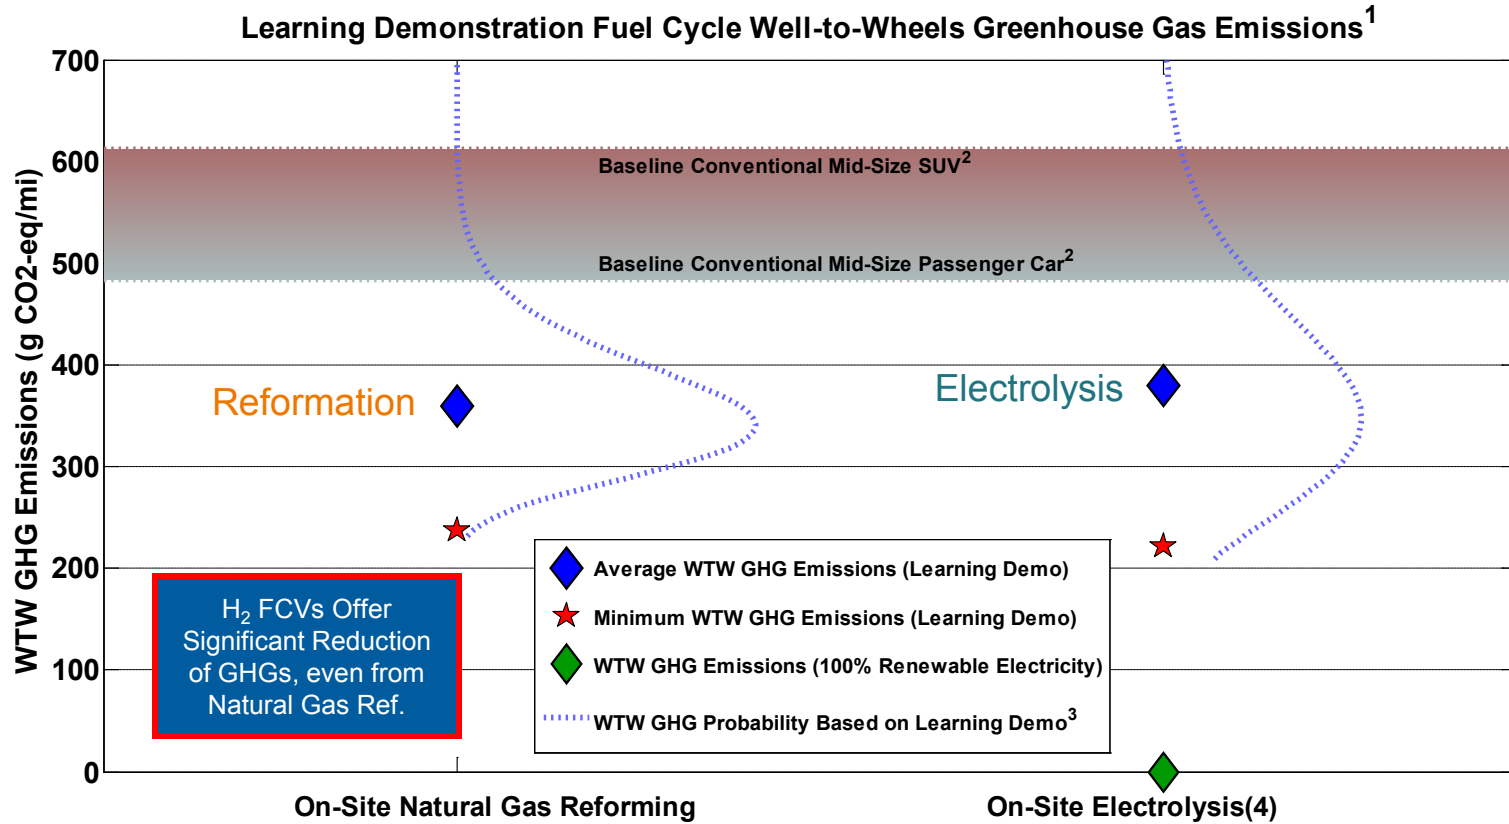 Learning Demonstration Fuel Cycle Well-to-Wheels Greenhouse Gas Emissions1
WTW GHG Emissions (g CO2-eq/mi)
700
600
500
400
300
200
100
0
Baseline Conventional Mid-Size SUV2
Baseline Conventional Mid-Size Passenger Car2
Reformation
Electrolysis
H2 FCVs Offer
Significant Reduction
of GHGs, even from
Natural Gas Ref.
Average WTW GHG Emissions (Learning Demo)
Minimum WTW GHG Emissions (Learning Demo)
WTW GHG Emissions (100% Renewable Electricity)
WTW GHG Probability Based on Learning Demo3
On-Site Natural Gas Reforming
On-Site Electrolysis(4)